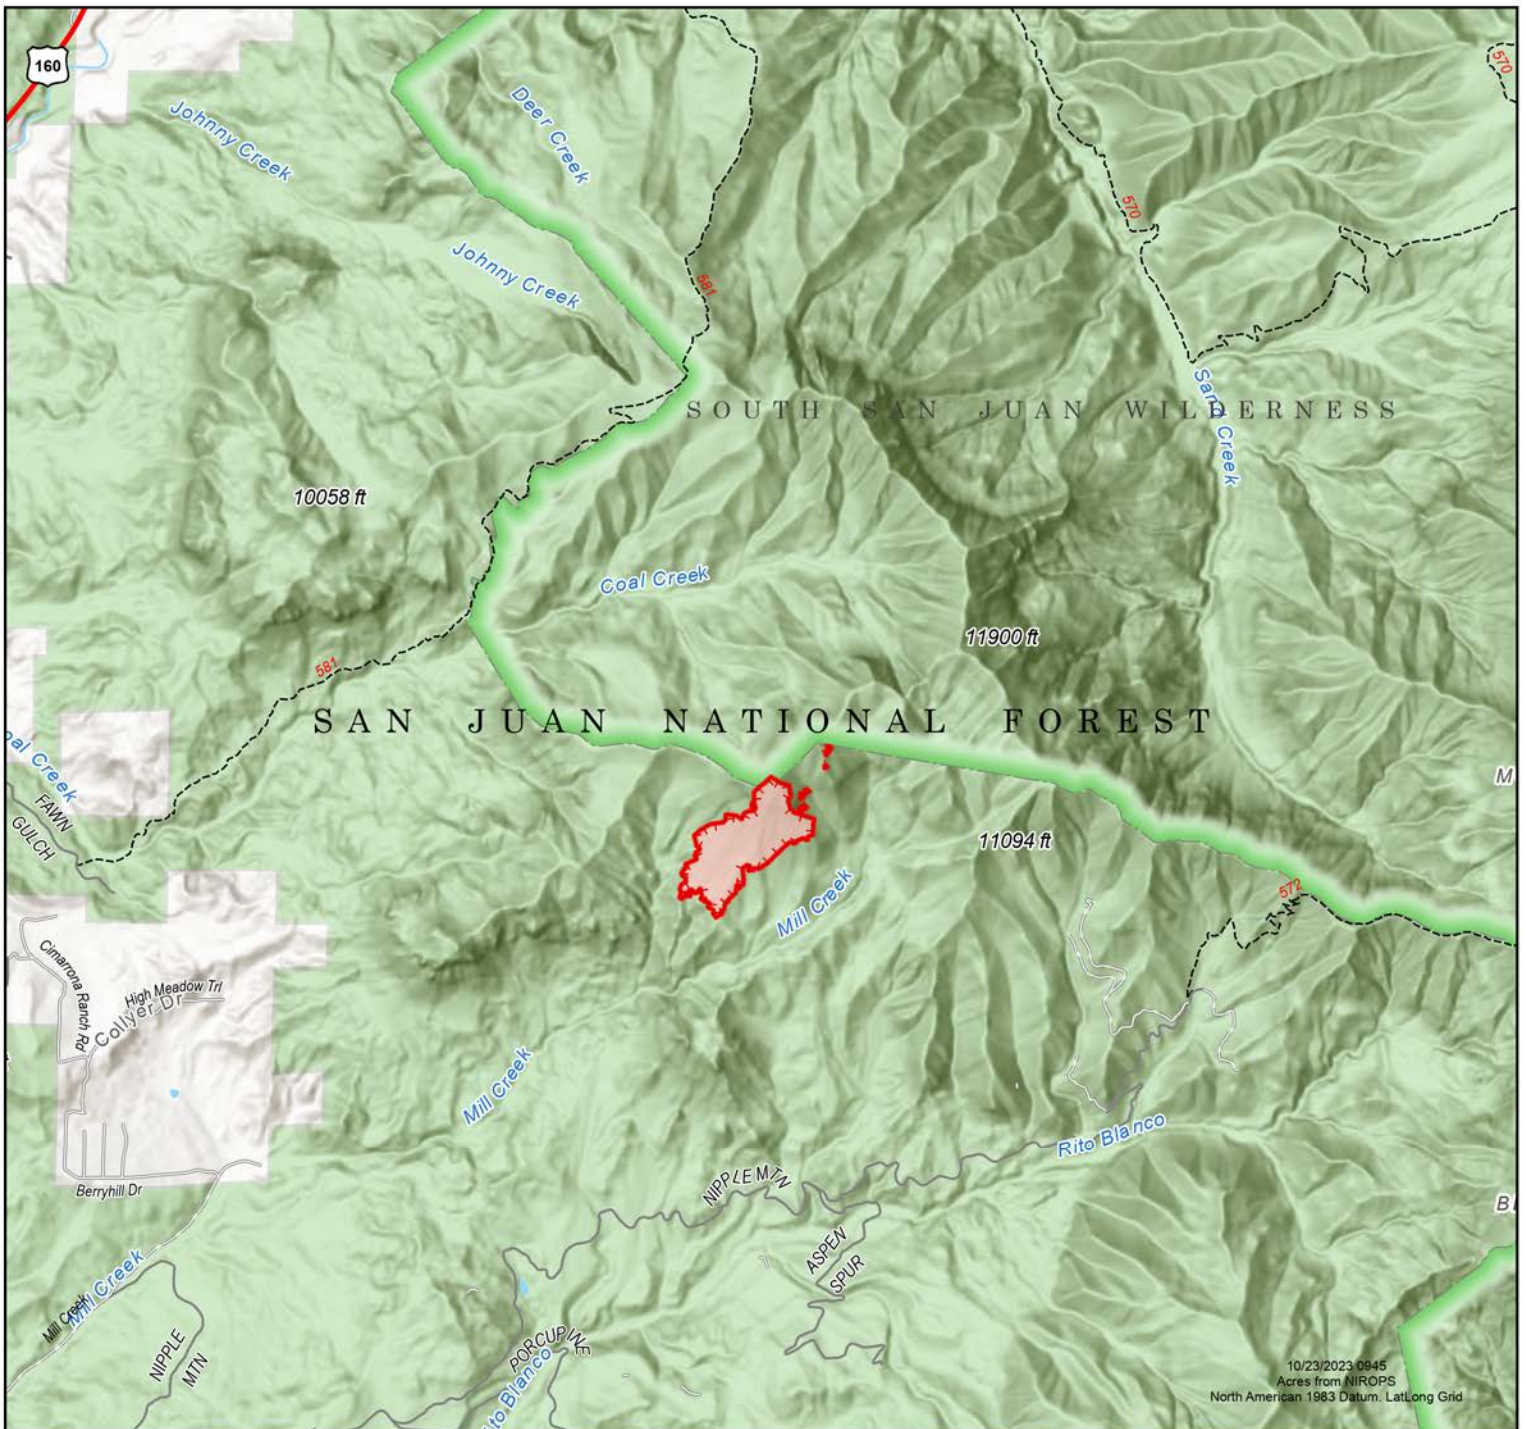 160
570
Johnny Creek
Deer Creek
570
Johnny Creek
581
Sand Creek
SOUTH SAN JUAN WILDERNESS
10058 ft
Coal Creek
11900 ft
581
SAN JUAN NATIONAL FOREST
oal Creek
M
FAWN
GULCH
11094 ft
Mill Creek
572
Cimarrona Ranch Rd
High Meadow Trl
Collyer Dr
Mill Creek
Rito Blanco
Berryhill Dr
NIPPLE MTN
ASPEN
SPUR
Mill Creek
Mill Creek
NIPPLE
MTN
PORCUPINE
ito Blanco
10/23/2023 0945
Acres from NIROPS
North American 1983 Datum. LatLong Grid